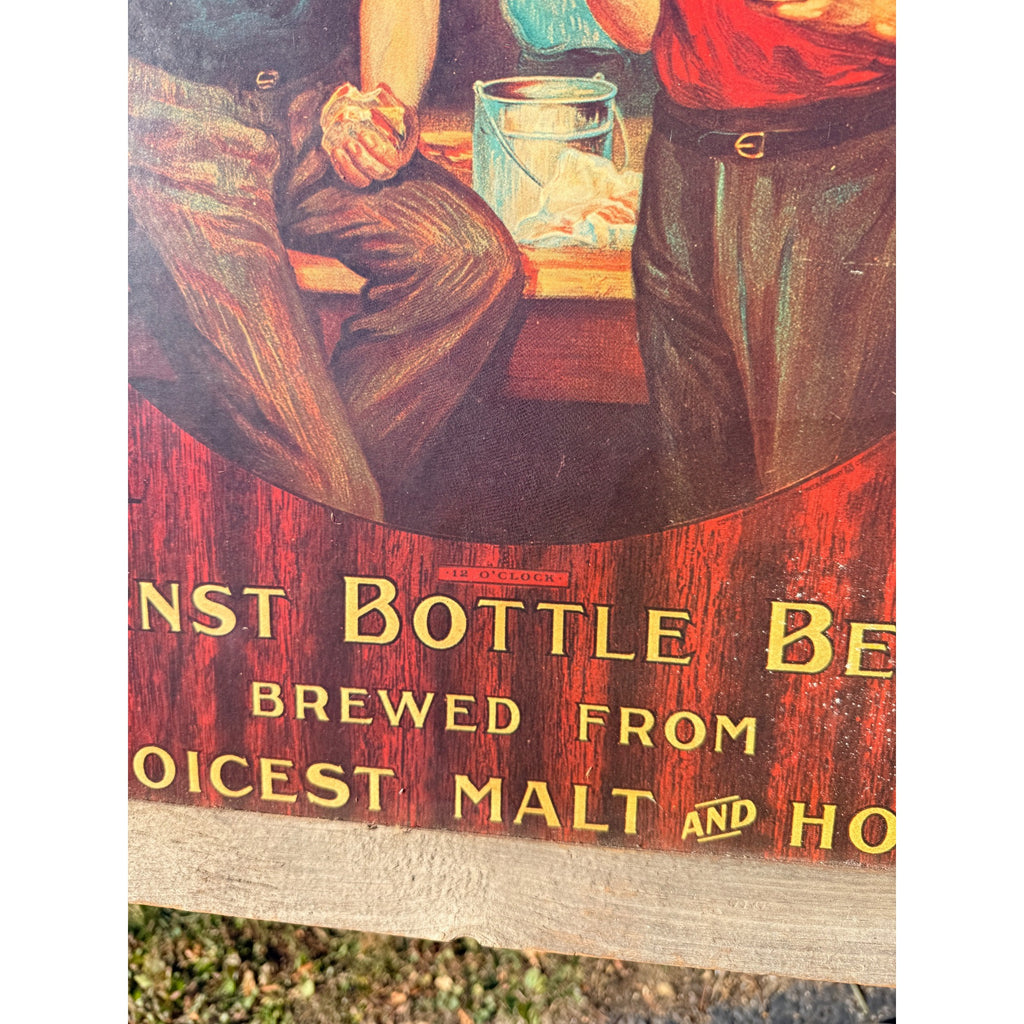 ·12 O'CLOCK·
NST BOTTLE BE
BREWED FROM
OICEST MALT AND HO